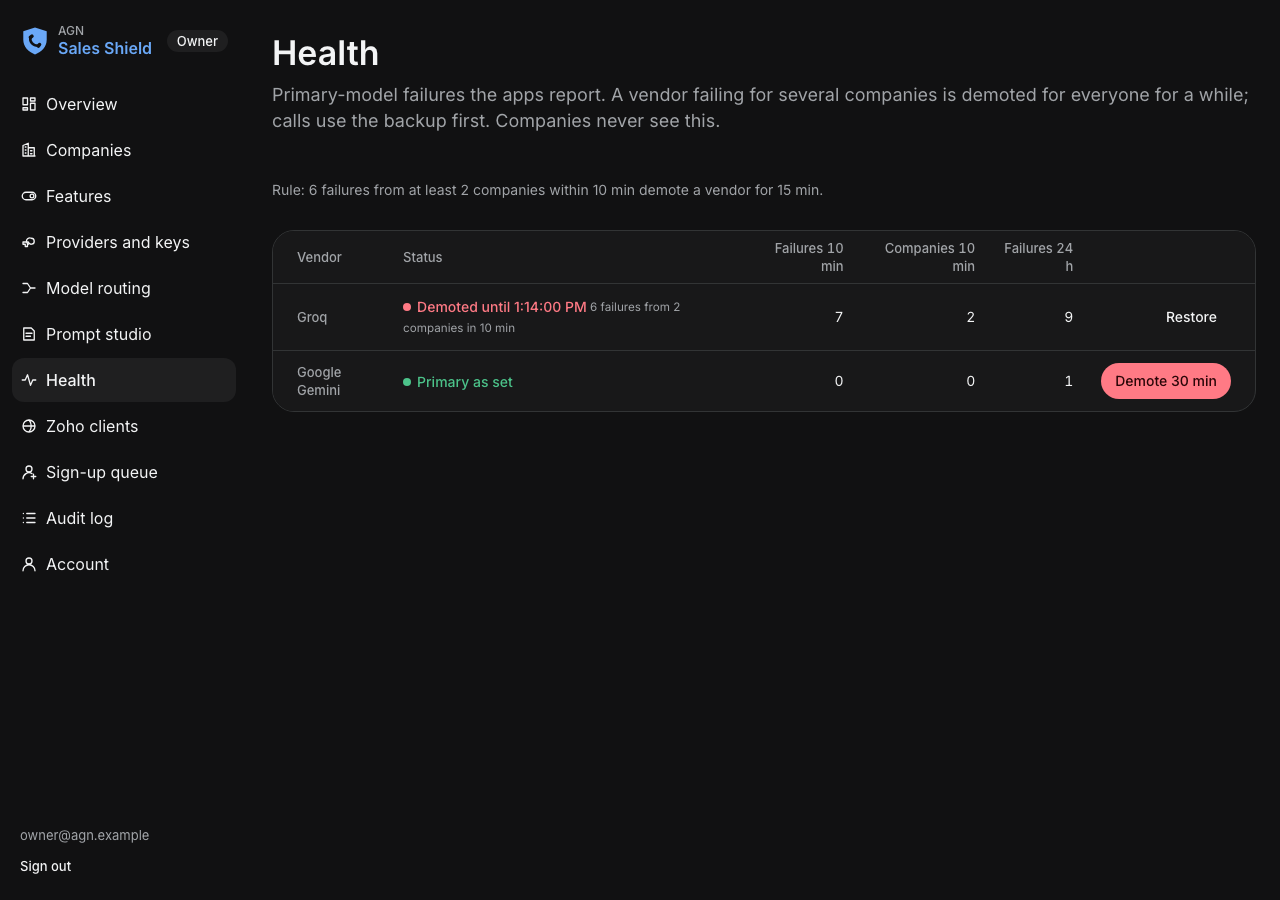 AGN
Sales Shield
Owner
Overview
Companies
Features
Providers and keys
Model routing
Prompt studio
Health
Zoho clients
Sign-up queue
Audit log
Account
owner@agn.example
Sign out
Health
Primary-model failures the apps report. A vendor failing for several companies is demoted for everyone for a while;
calls use the backup first. Companies never see this.
Rule: 6 failures from at least 2 companies within 10 min demote a vendor for 15 min.
Vendor Status Failures 10 min Companies 10 min Failures 24 h
Groq Demoted until 1:14:00 PM 6 failures from 2 companies in 10 min 7 2 9 Restore
Google Gemini Primary as set 0 0 1 Demote 30 min